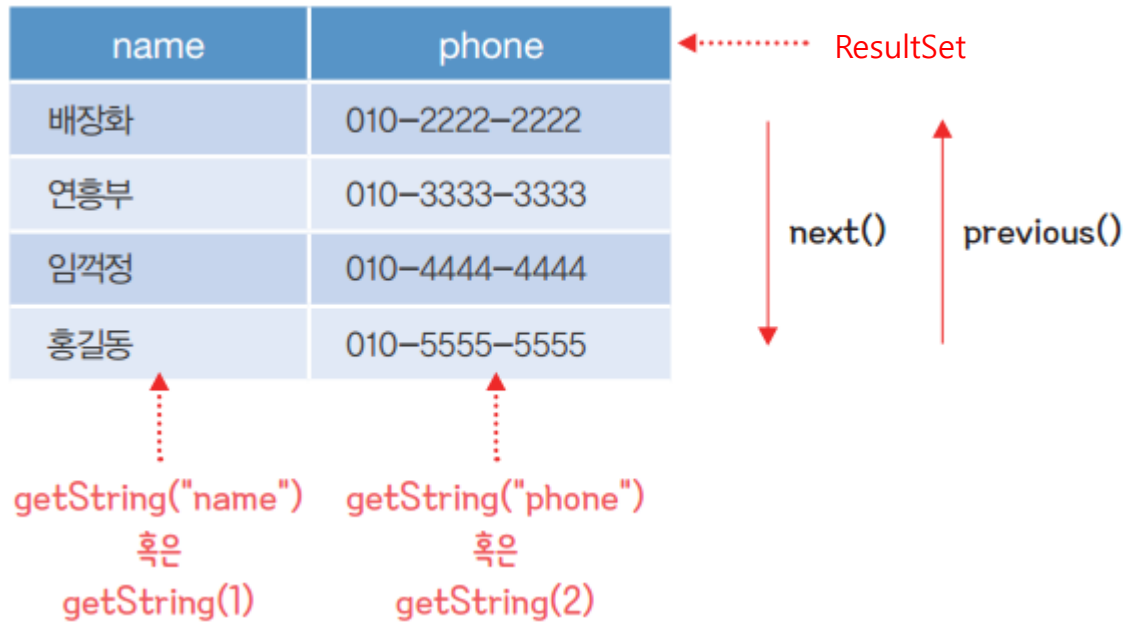 name phone
ResultSet
배장화 010-2222-2222
연흥부 010-3333-3333
next() previous()
임꺽정 010-4444-4444
홍길동 010-5555-5555
getString("name") getString("phone")
혹은 혹은
getString(1) getString(2)